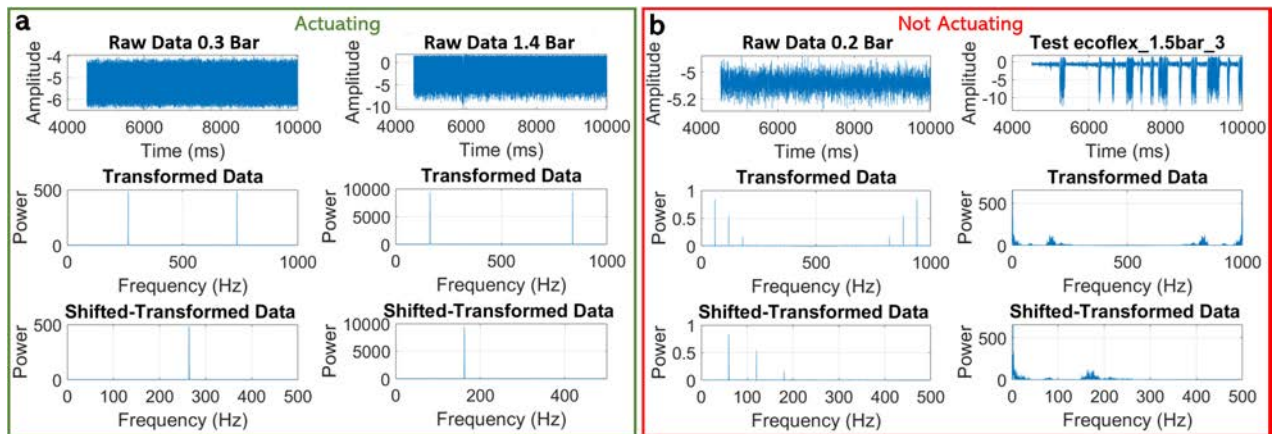 a
Actuating
Raw Data 0.3 Bar
Amplitude
-4
-5
-6
4000 6000 8000 10000
Time (ms)
Transformed Data
Power
500
0
0 500 1000
Frequency (Hz)
Shifted-Transformed Data
Power
500
0
0 100 200 300 400 500
Frequency (Hz)
Raw Data 1.4 Bar
Amplitude
0
-5
-10
4000 6000 8000 10000
Time (ms)
Transformed Data
Power
10000
5000
0
0 500 1000
Frequency (Hz)
Shifted-Transformed Data
Power
10000
5000
0
0 200 400
Frequency (Hz)
b
Not Actuating
Raw Data 0.2 Bar
Amplitude
-5
-5.2
4000 6000 8000 10000
Time (ms)
Transformed Data
Power
1
0.5
0
0 500 1000
Frequency (Hz)
Shifted-Transformed Data
Power
1
0.5
0
0 100 200 300 400 500
Frequency (Hz)
Test ecoflex_1.5bar_3
Amplitude
0
-5
-10
4000 6000 8000 10000
Time (ms)
Transformed Data
Power
500
0
0 500 1000
Frequency (Hz)
Shifted-Transformed Data
Power
500
0
0 100 200 300 400 500
Frequency (Hz)